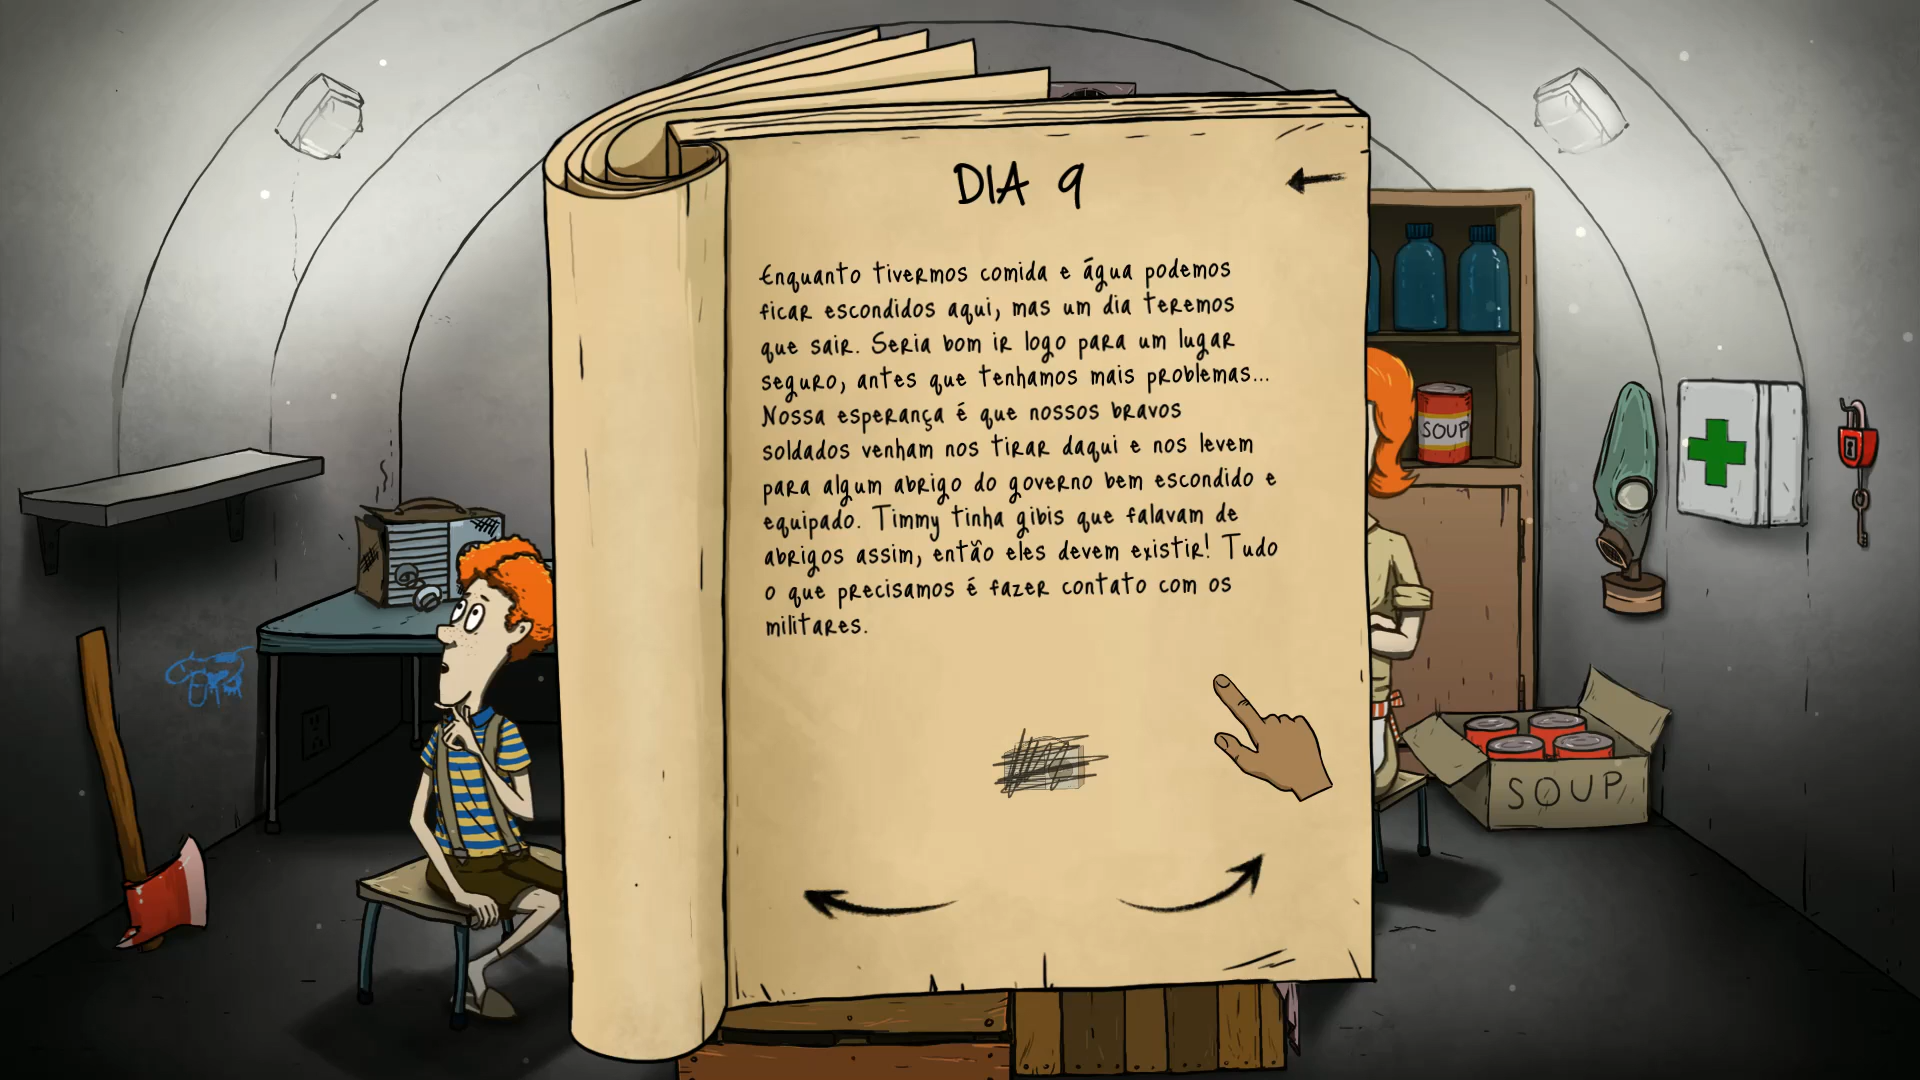 DIA 9
Enquanto tivermos comida e água podemos
ficar escondidos aqui, mas um dia teremos
que sair. Seria bom ir logo para um lugar
seguro, antes que tenhamos mais problemas...
Nossa esperança é que nossos bravos
soldados venham nos tirar daqui e nos levem
para algum abrigo do governo bem escondido e
equipado. Timmy tinha gibis que falavam de
abrigos assim, então eles devem existir! Tudo
o que precisamos é fazer contato com os
militares.
SOUP
SOUP